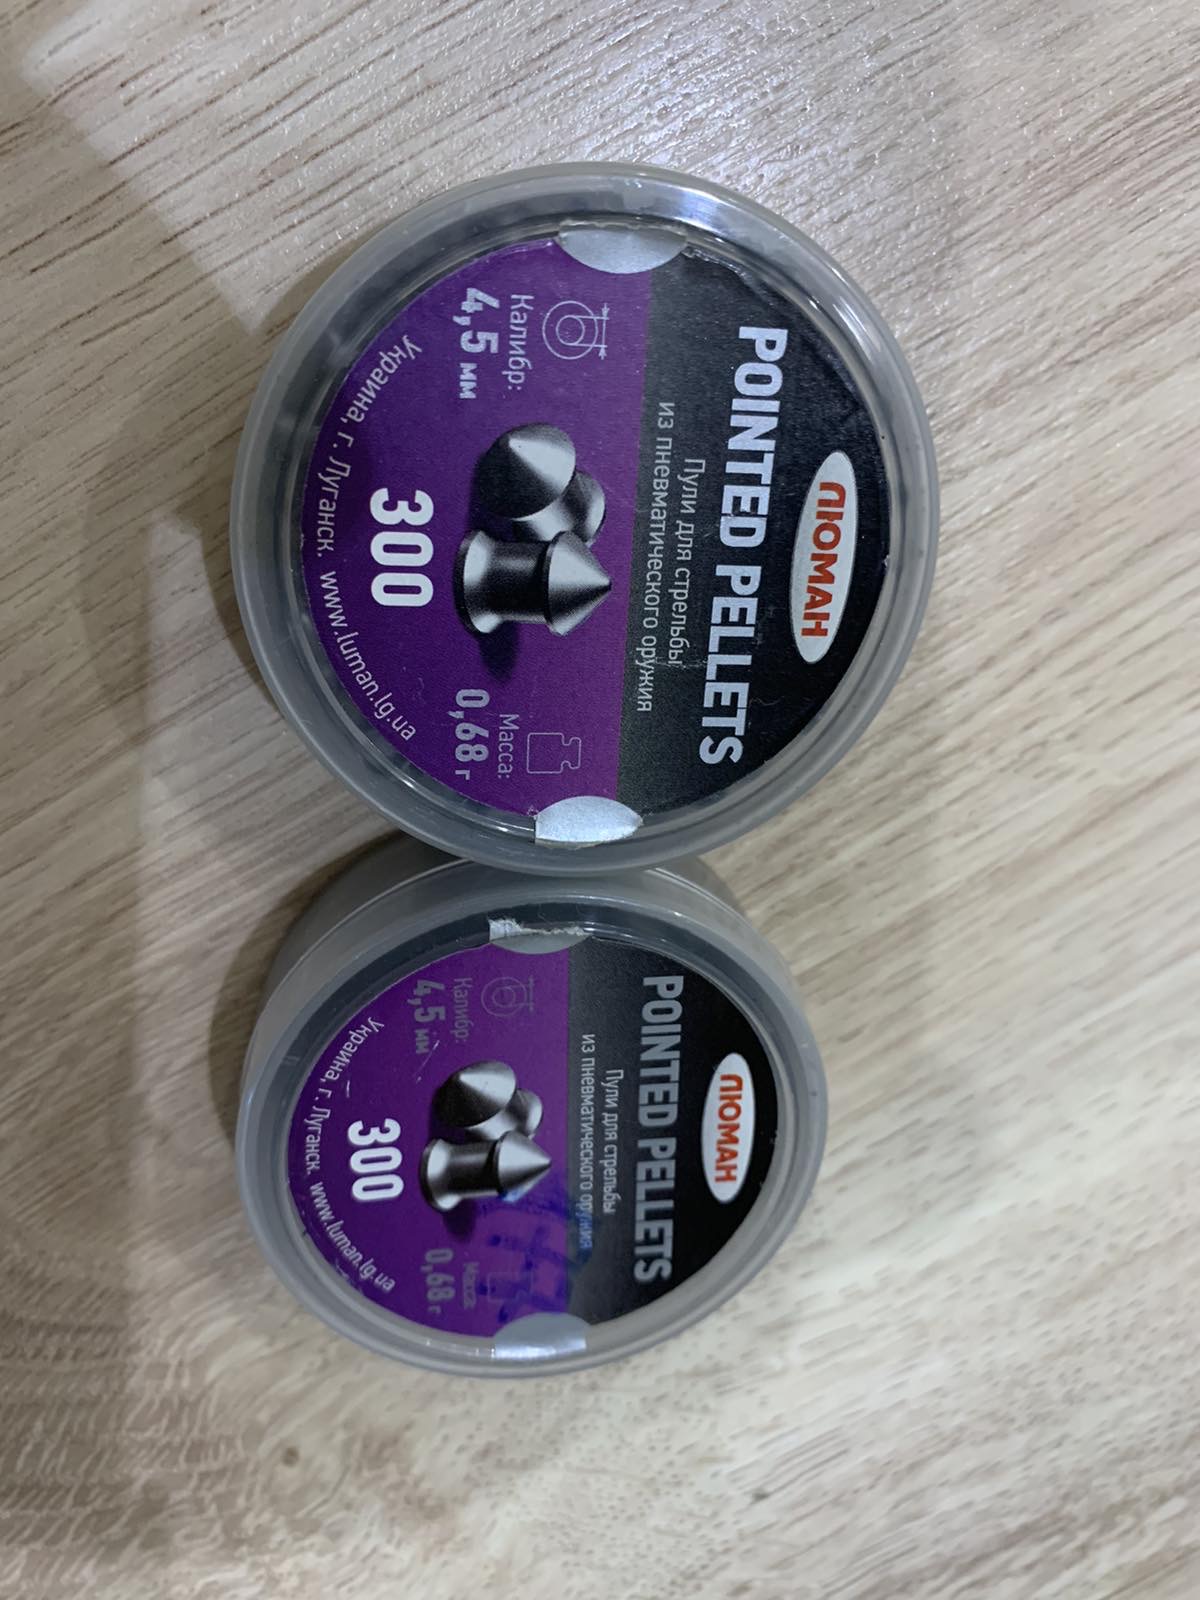 ЛЮМАН
POINTED PELLETS
Пули для стрельбы
из пневматического оружия
Калибр:
4,5 мм
Масса:
0,68 г
300
Украина, г. Луганск. www.luman.lg.ua
ЛЮМАН
POINTED PELLETS
Пули для стрельбы
из пневматического оружия
Калибр:
4,5 мм
Масса:
0,68 г
300
Украина, г. Луганск. www.luman.lg.ua